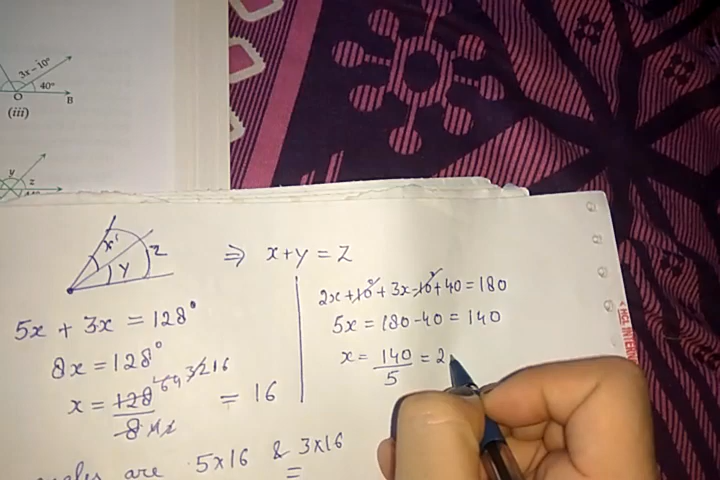 3x – 10°
40°
O
B
(iii)
y
z
x
y
z
⇒ x + y = z
5x + 3x = 128°
8x = 128°
x = 128/8 = 16
5x16 & 3x16
=
are
2x + 10° + 3x - 10° + 40 = 180
5x = 180 - 40 = 140
x = 140/5 = 2